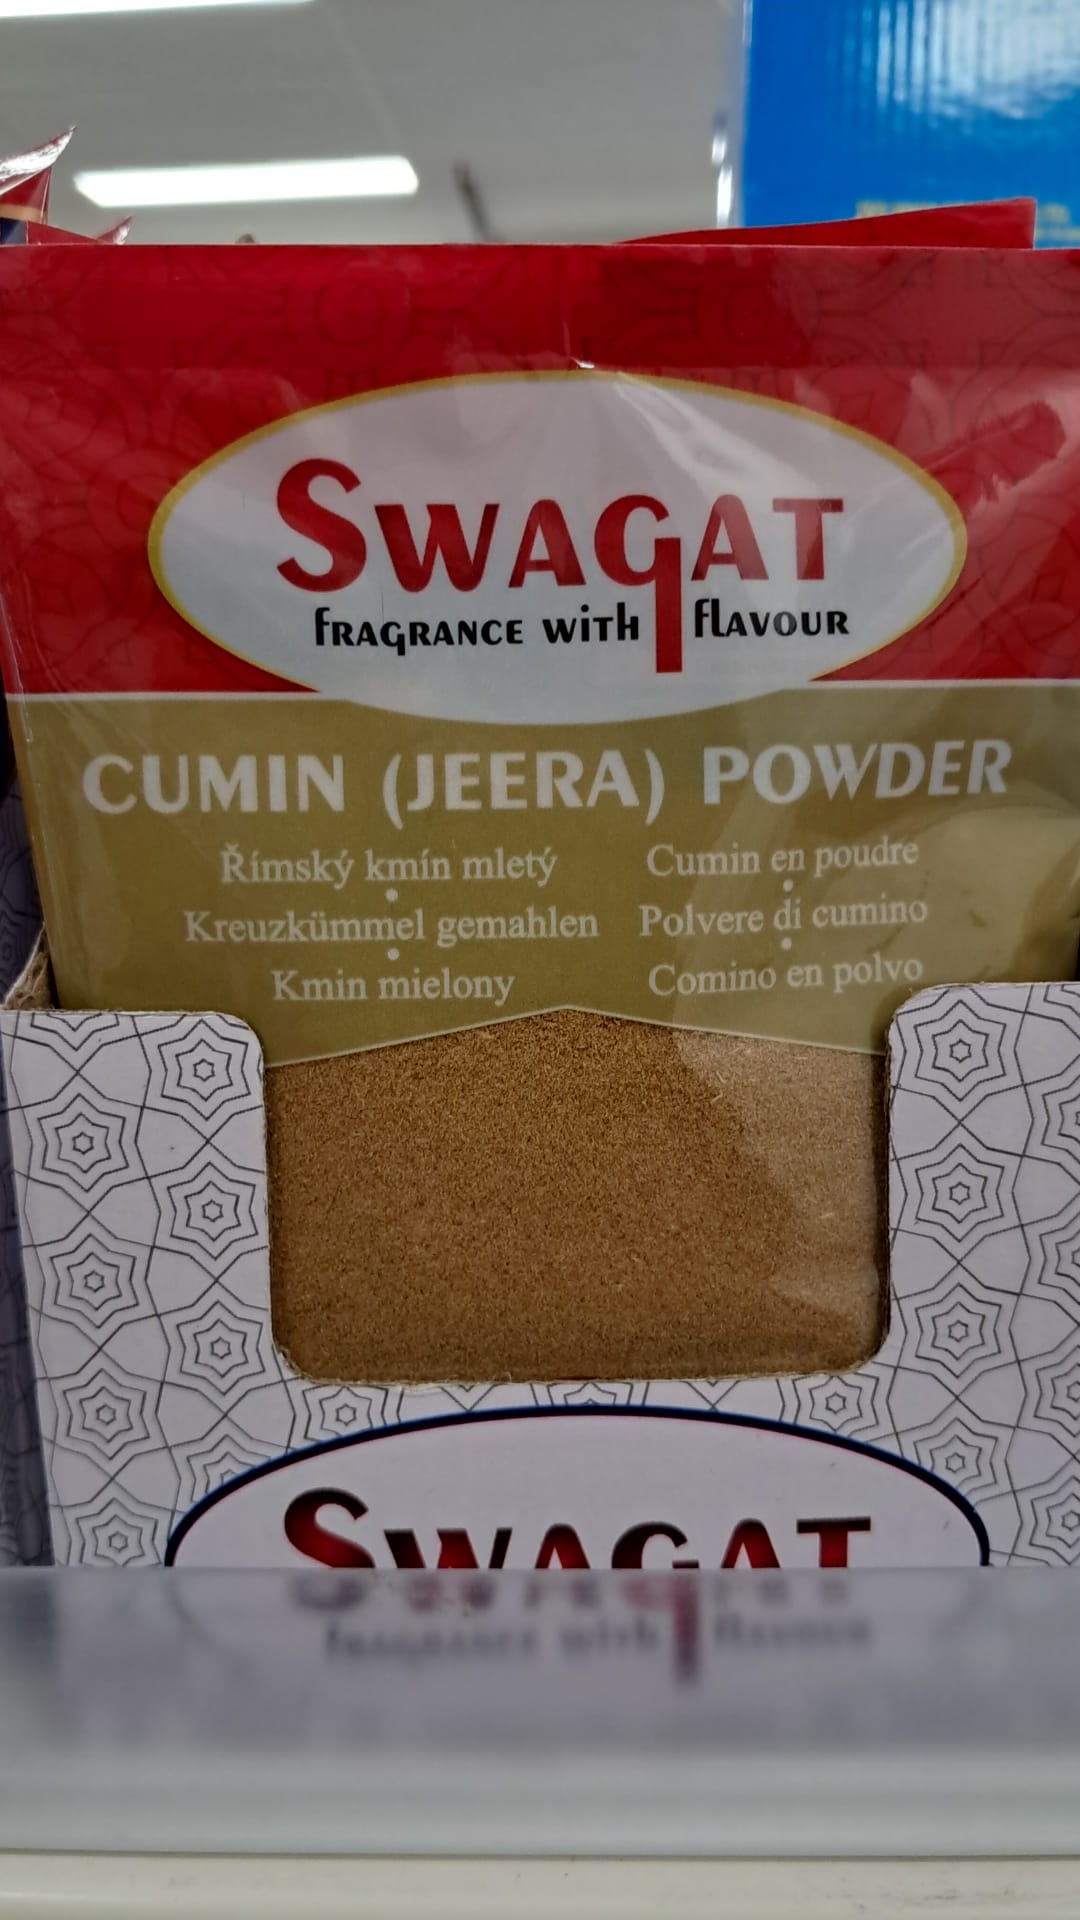 SWAGAT
FRAGRANCE WITH FLAVOUR
CUMIN (JEERA) POWDER
Římský kmín mletý
Cumin en poudre
Kreuzkümmel gemahlen
Polvere di cumino
Kmin mielony
Comino en polvo
SWAGAT